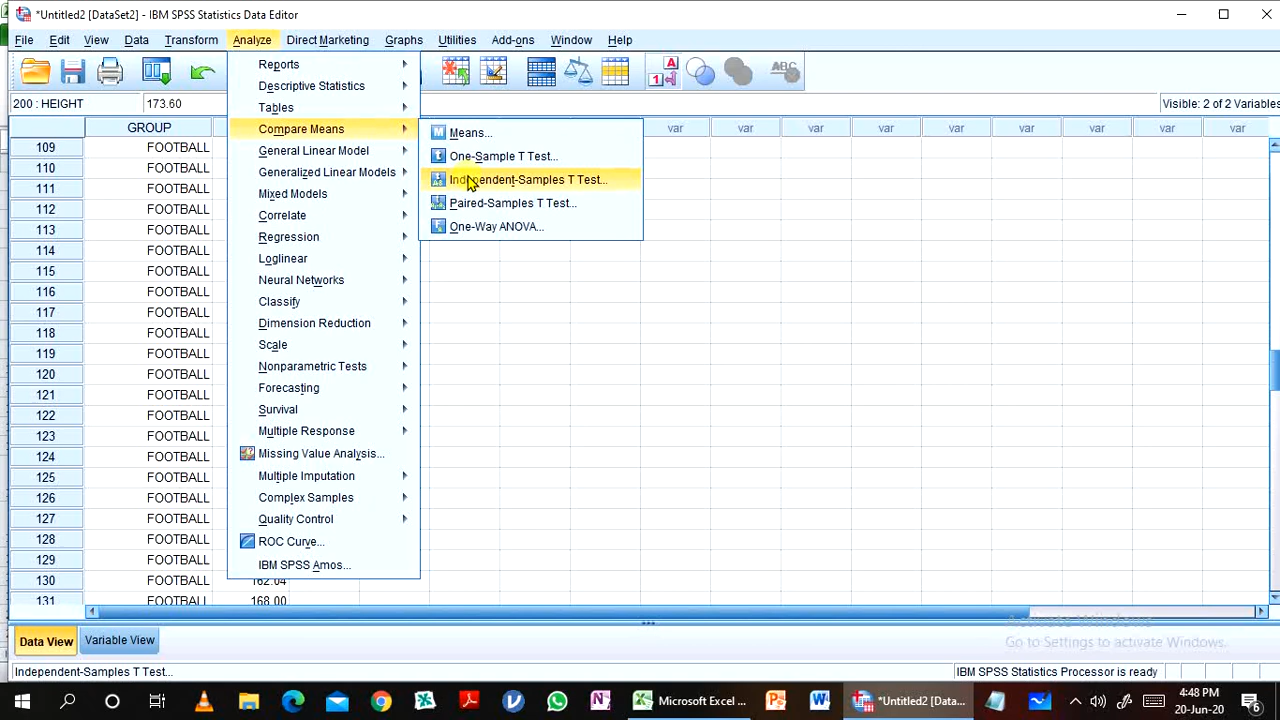 *Untitled2 [DataSet2] - IBM SPSS Statistics Data Editor
File Edit View Data Transform Analyze Direct Marketing Graphs Utilities Add-ons Window Help
200 : HEIGHT 173.60 Visible: 2 of 2 Variables
GROUP var var var var var var var var var
109 FOOTBALL
110 FOOTBALL
111 FOOTBALL
112 FOOTBALL
113 FOOTBALL
114 FOOTBALL
115 FOOTBALL
116 FOOTBALL
117 FOOTBALL
118 FOOTBALL
119 FOOTBALL
120 FOOTBALL
121 FOOTBALL
122 FOOTBALL
123 FOOTBALL
124 FOOTBALL
125 FOOTBALL
126 FOOTBALL
127 FOOTBALL
128 FOOTBALL
129 FOOTBALL
130 FOOTBALL 162.04
131 FOOTBALL 168.00
Reports
Descriptive Statistics
Tables
Compare Means
General Linear Model
Generalized Linear Models
Mixed Models
Correlate
Regression
Loglinear
Neural Networks
Classify
Dimension Reduction
Scale
Nonparametric Tests
Forecasting
Survival
Multiple Response
Missing Value Analysis...
Multiple Imputation
Complex Samples
Quality Control
ROC Curve...
IBM SPSS Amos...
Means...
One-Sample T Test...
Independent-Samples T Test...
Paired-Samples T Test...
One-Way ANOVA...
Activate Windows
Go to Settings to activate Windows.
Data View Variable View
Independent-Samples T Test... IBM SPSS Statistics Processor is ready
Microsoft Excel ... *Untitled2 [Data... 4:48 PM
20-Jun-20 6